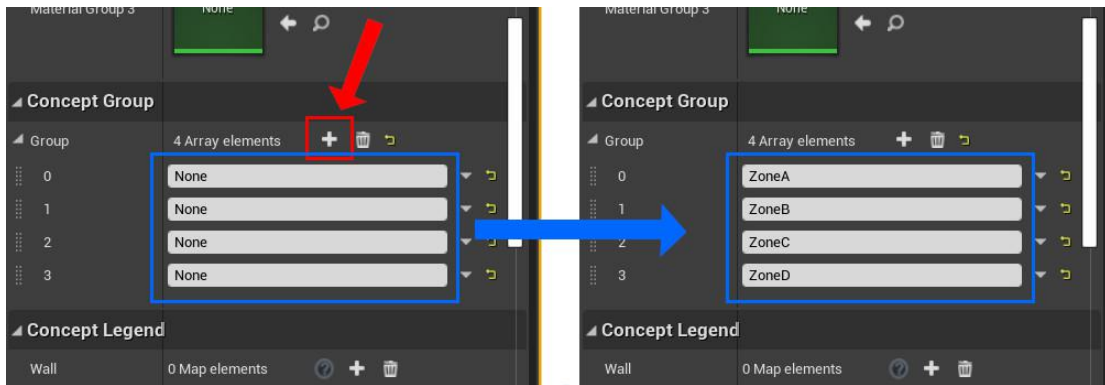 Material Group 3 None
Concept Group
Group 4 Array elements
0 None
1 None
2 None
3 None
Concept Legend
Wall 0 Map elements
Material Group 3 None
Concept Group
Group 4 Array elements
0 ZoneA
1 ZoneB
2 ZoneC
3 ZoneD
Concept Legend
Wall 0 Map elements